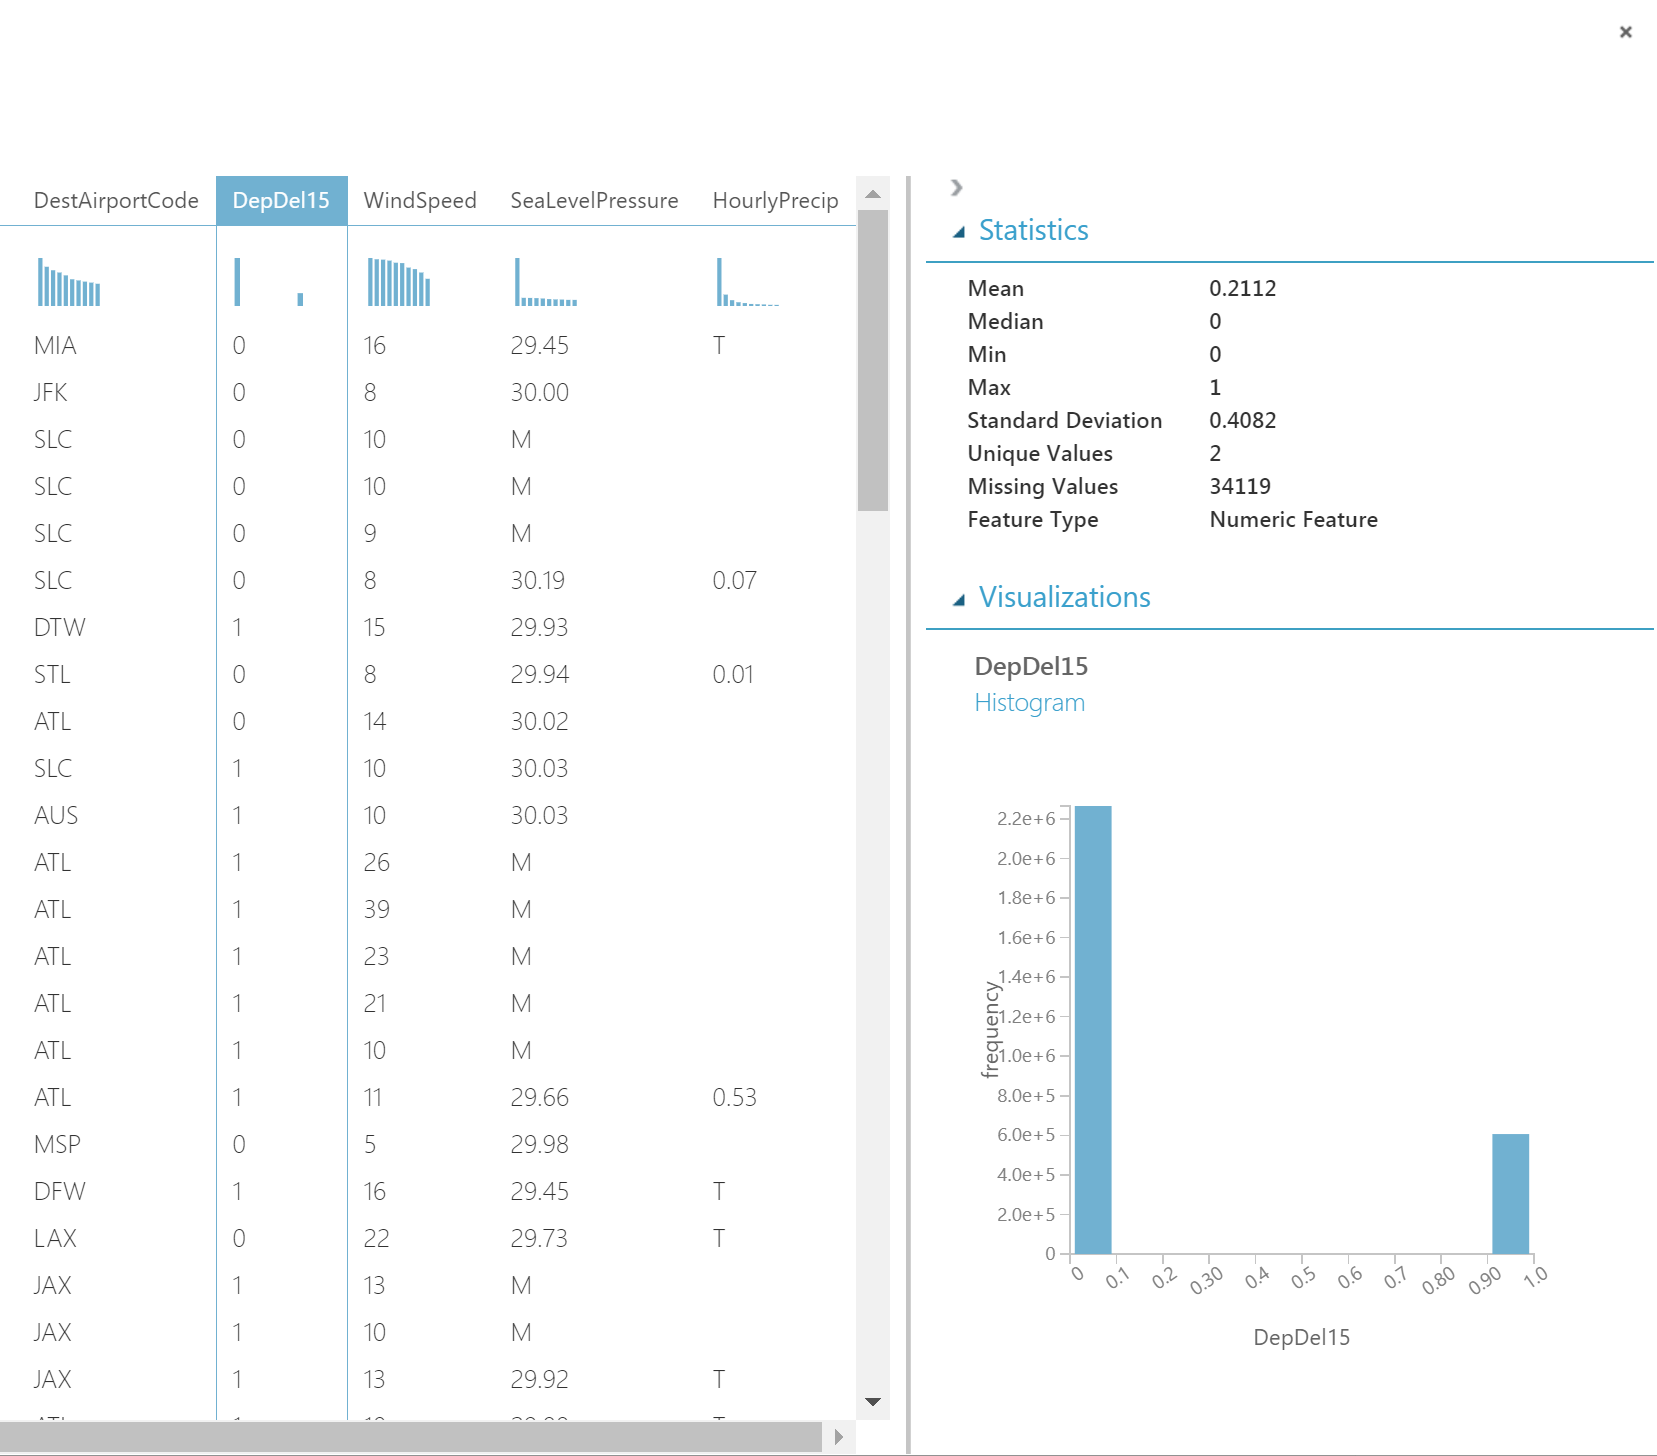 DestAirportCode DepDel15 WindSpeed SeaLevelPressure HourlyPrecip
MIA 0 16 29.45 T
JFK 0 8 30.00
SLC 0 10 M
SLC 0 10 M
SLC 0 9 M
SLC 0 8 30.19 0.07
DTW 1 15 29.93
STL 0 8 29.94 0.01
ATL 0 14 30.02
SLC 1 10 30.03
AUS 1 10 30.03
ATL 1 26 M
ATL 1 39 M
ATL 1 23 M
ATL 1 21 M
ATL 1 10 M
ATL 1 11 29.66 0.53
MSP 0 5 29.98
DFW 1 16 29.45 T
LAX 0 22 29.73 T
JAX 1 13 M
JAX 1 10 M
JAX 1 13 29.92 T
Statistics
Mean 0.2112
Median 0
Min 0
Max 1
Standard Deviation 0.4082
Unique Values 2
Missing Values 34119
Feature Type Numeric Feature
Visualizations
DepDel15
Histogram
frequency
2.2e+6
2.0e+6
1.8e+6
1.6e+6
1.4e+6
1.2e+6
1.0e+6
8.0e+5
6.0e+5
4.0e+5
2.0e+5
0
0 0.1 0.2 0.30 0.4 0.5 0.6 0.7 0.80 0.90 1.0
DepDel15